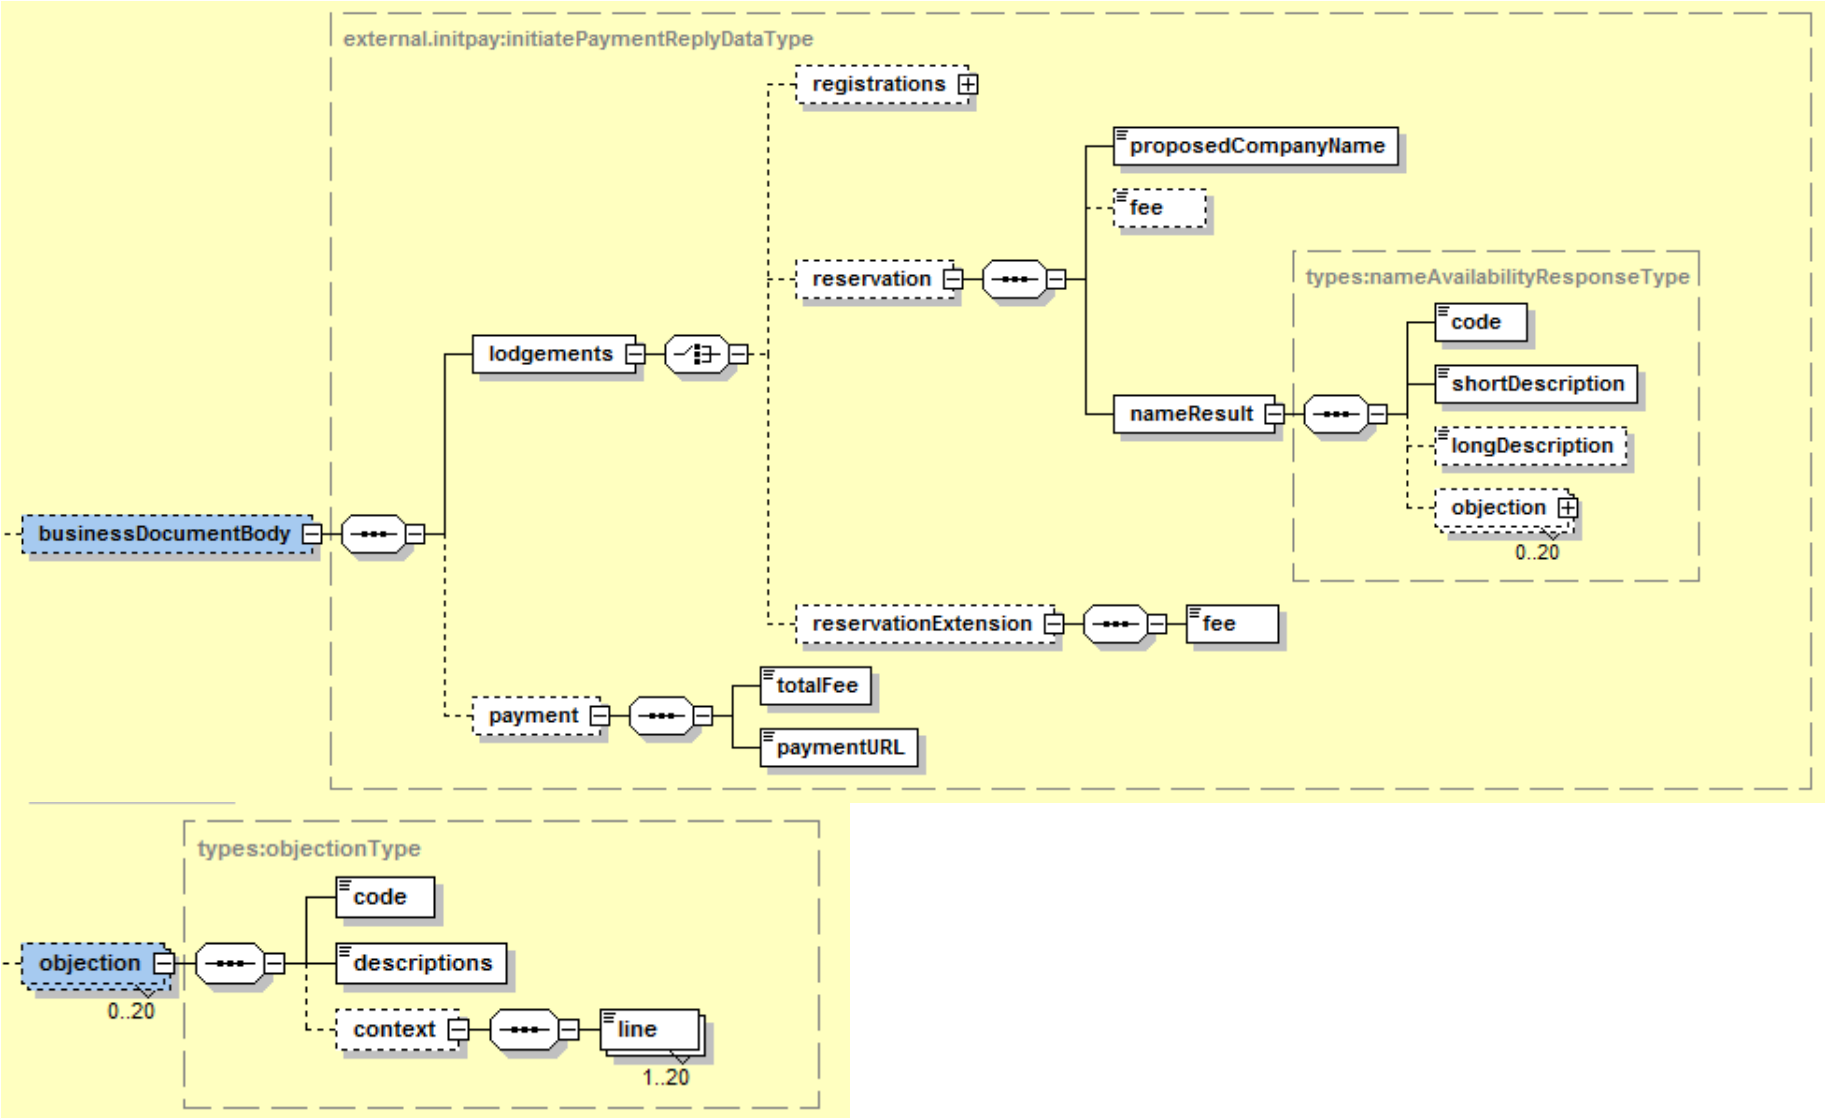 external.initpay:initiatePaymentReplyDataType
registrations
proposedCompanyName
fee
reservation
types:nameAvailabilityResponseType
code
shortDescription
lodgements
nameResult
longDescription
objection
0..20
businessDocumentBody
reservationExtension
fee
totalFee
payment
paymentURL
types:objectionType
code
objection
descriptions
0..20
context
line
1..20